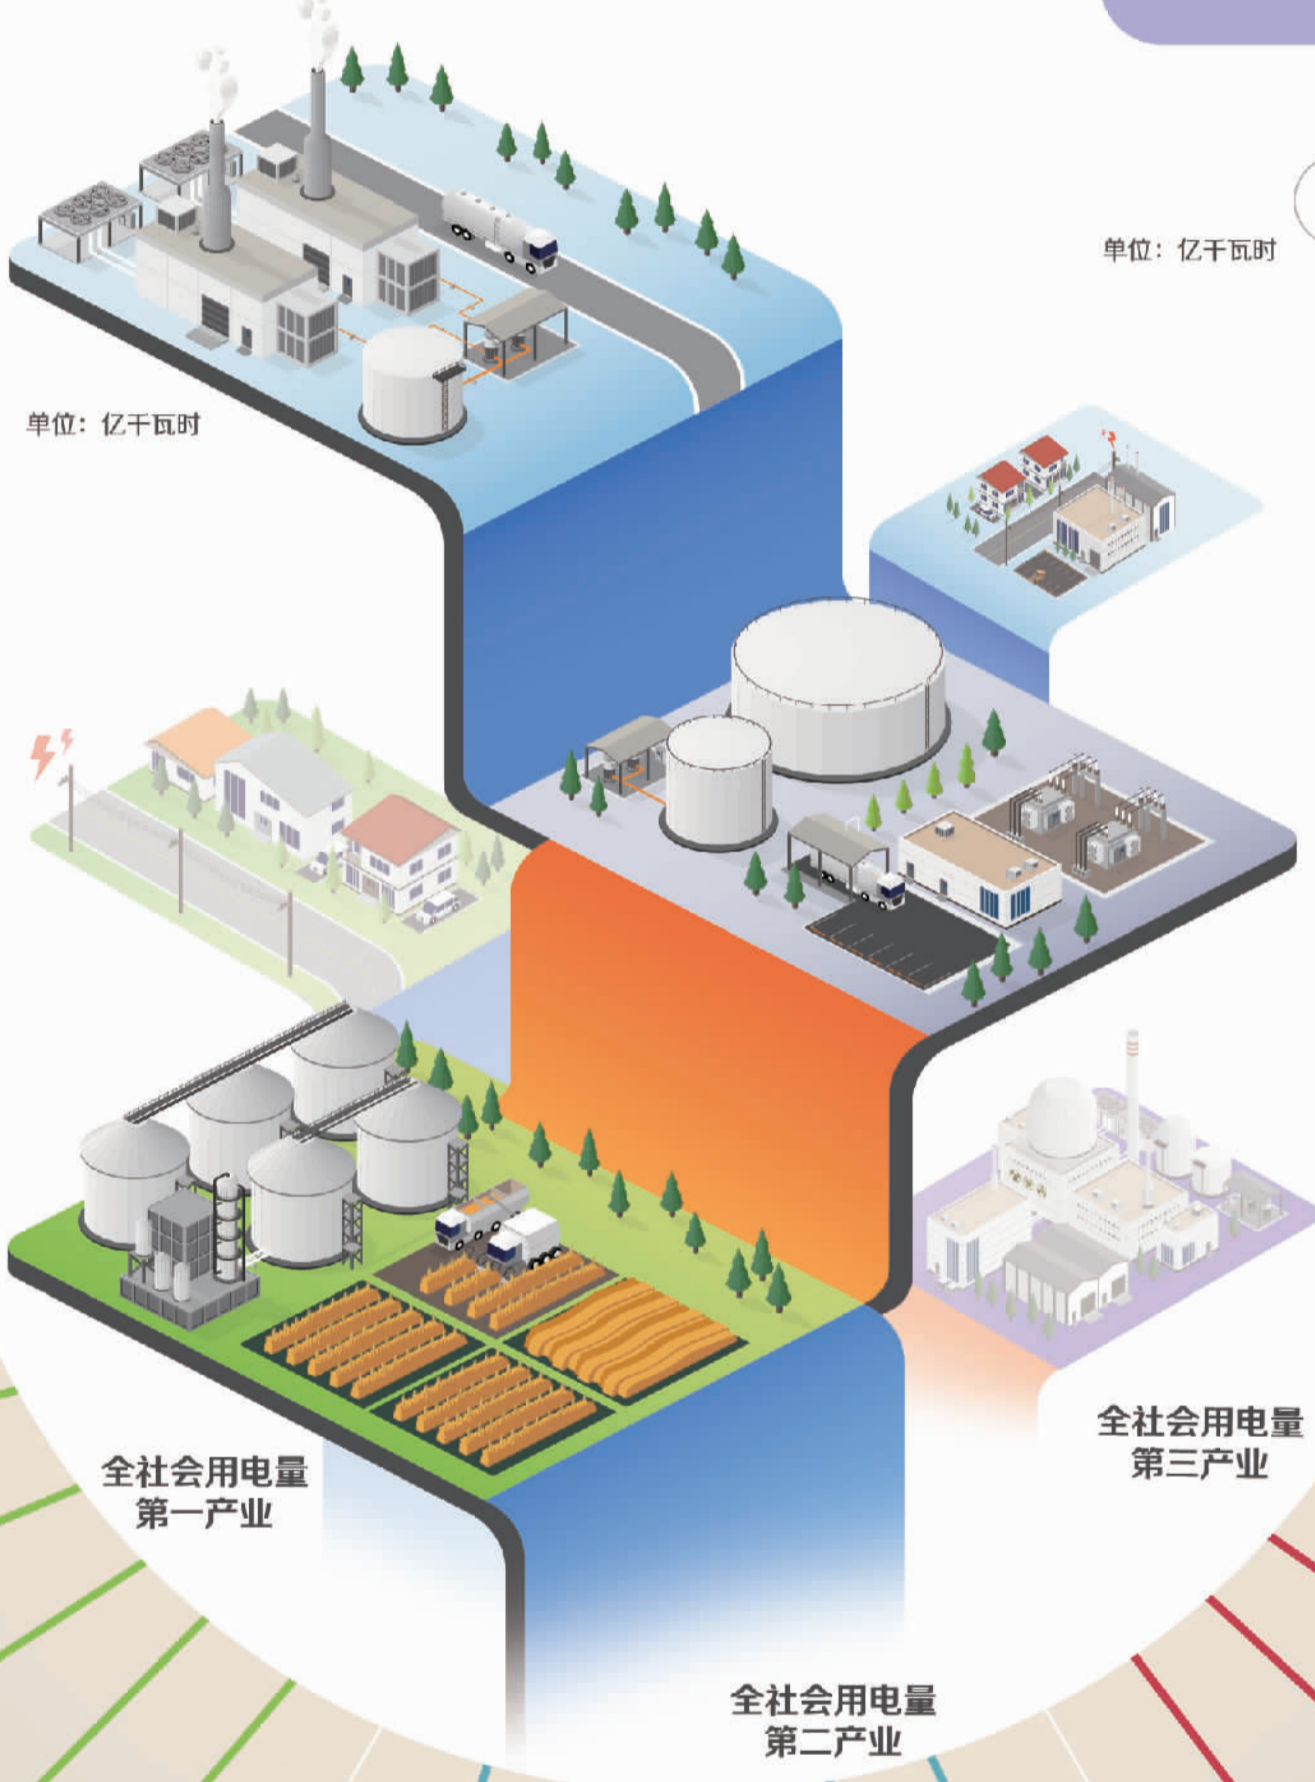 单位：亿千瓦时
单位：亿千瓦时
全社会用电量
第一产业
全社会用电量
第三产业
全社会用电量
第二产业